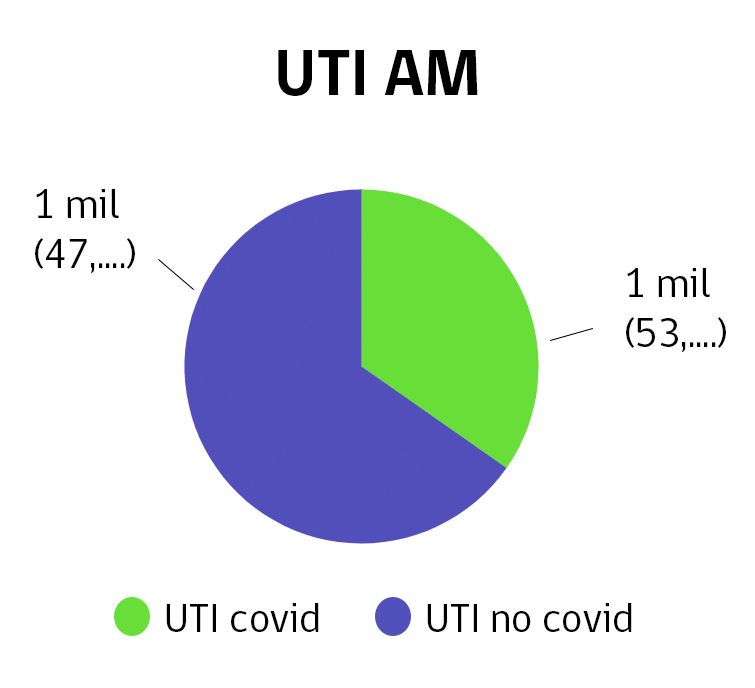 UTI AM
1 mil
(47,....)
1 mil
(53,....)
UTI covid
UTI no covid